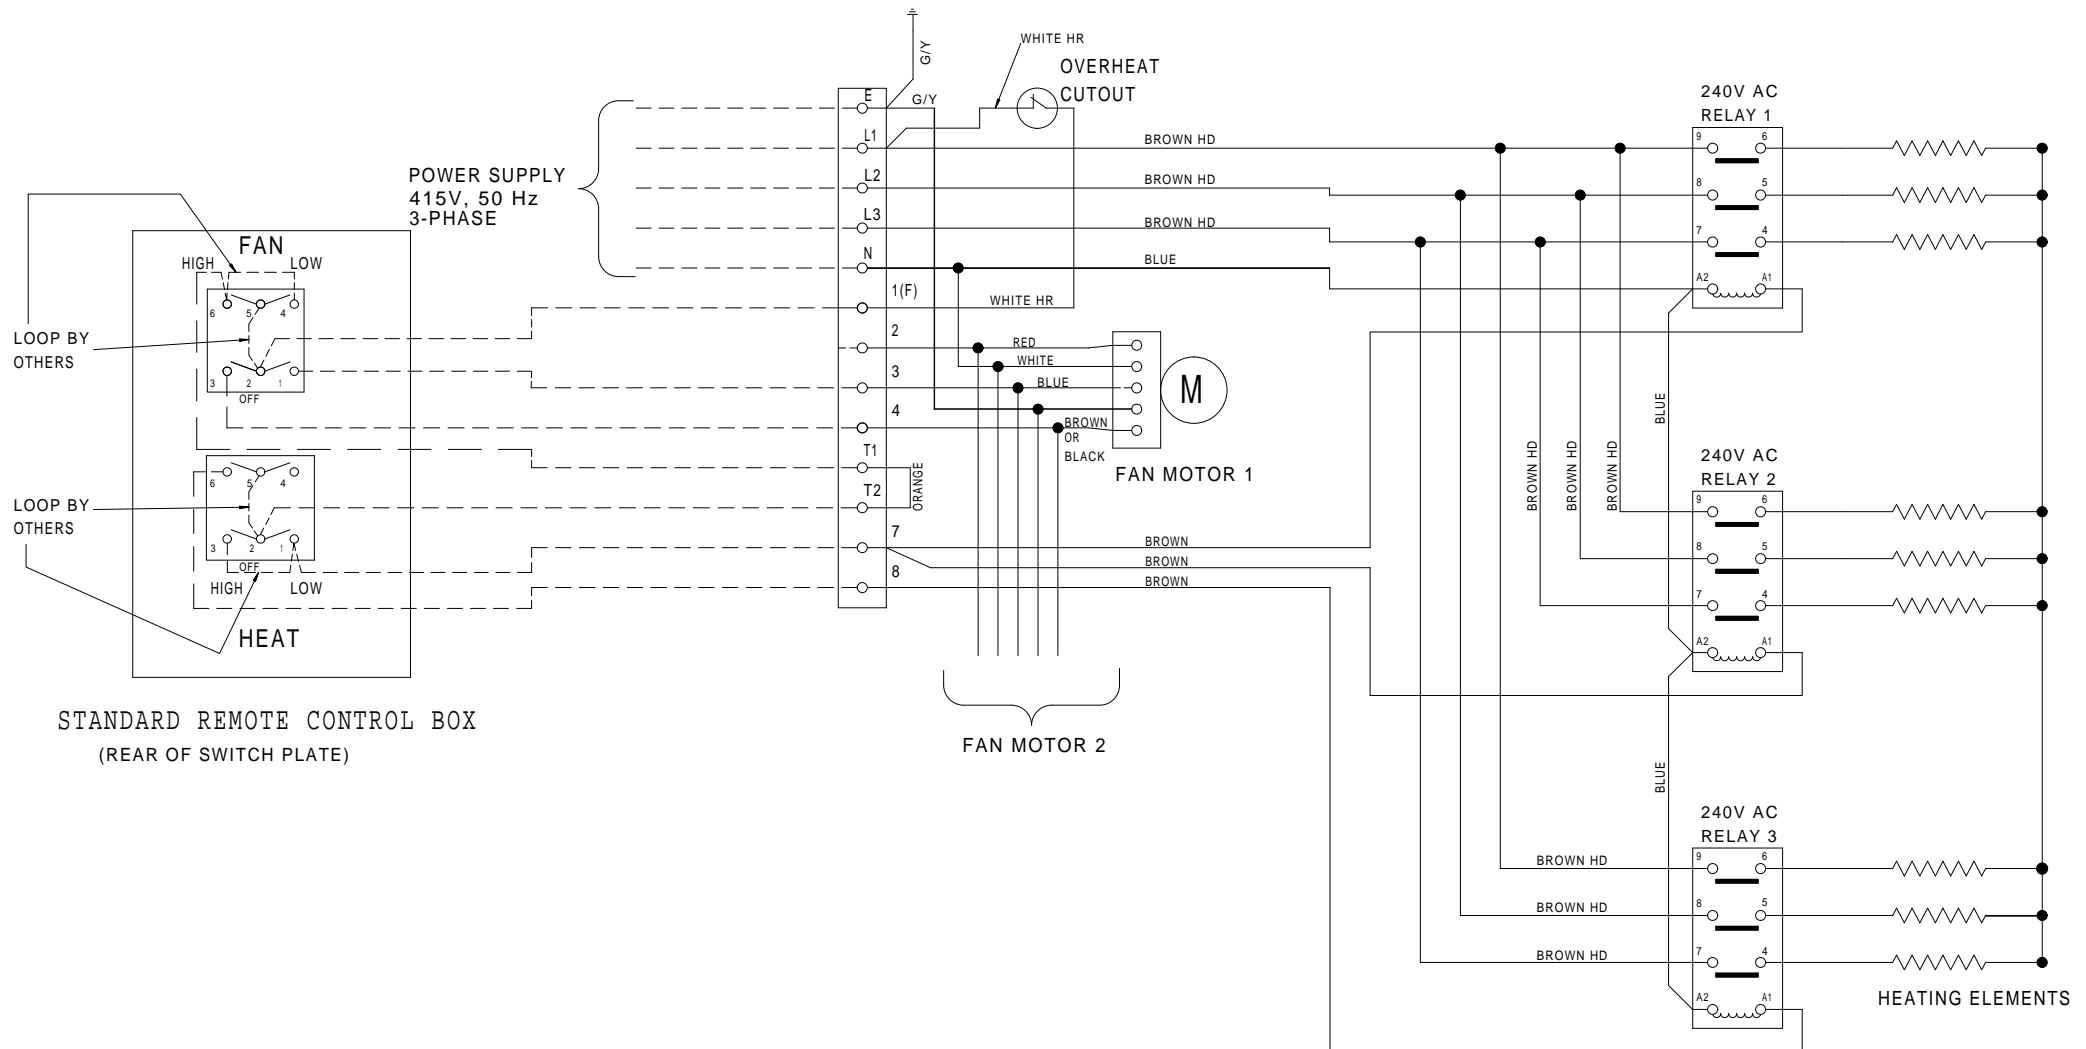 G/Y
WHITE HR
OVERHEAT
CUTOUT
240V AC
RELAY 1
E
G/Y
L1
BROWN HD
9
6
POWER SUPPLY
415V, 50 Hz
3-PHASE
L2
BROWN HD
8
5
L3
BROWN HD
7
4
FAN
HIGH
LOW
N
BLUE
A2
A1
1(F)
WHITE HR
6
5
4
LOOP BY
OTHERS
2
RED
WHITE
3
BLUE
M
3
2
1
OFF
4
BROWN
OR
BLACK
BLUE
FAN MOTOR 1
T1
ORANGE
T2
BROWN HD
BROWN HD
BROWN HD
240V AC
RELAY 2
6
5
4
LOOP BY
OTHERS
9
6
3
2
1
OFF
HIGH
LOW
HEAT
7
BROWN
BROWN
8
BROWN
8
5
7
4
A2
A1
STANDARD REMOTE CONTROL BOX
(REAR OF SWITCH PLATE)
FAN MOTOR 2
BLUE
240V AC
RELAY 3
BROWN HD
9
6
BROWN HD
8
5
BROWN HD
7
4
A2
A1
HEATING ELEMENTS